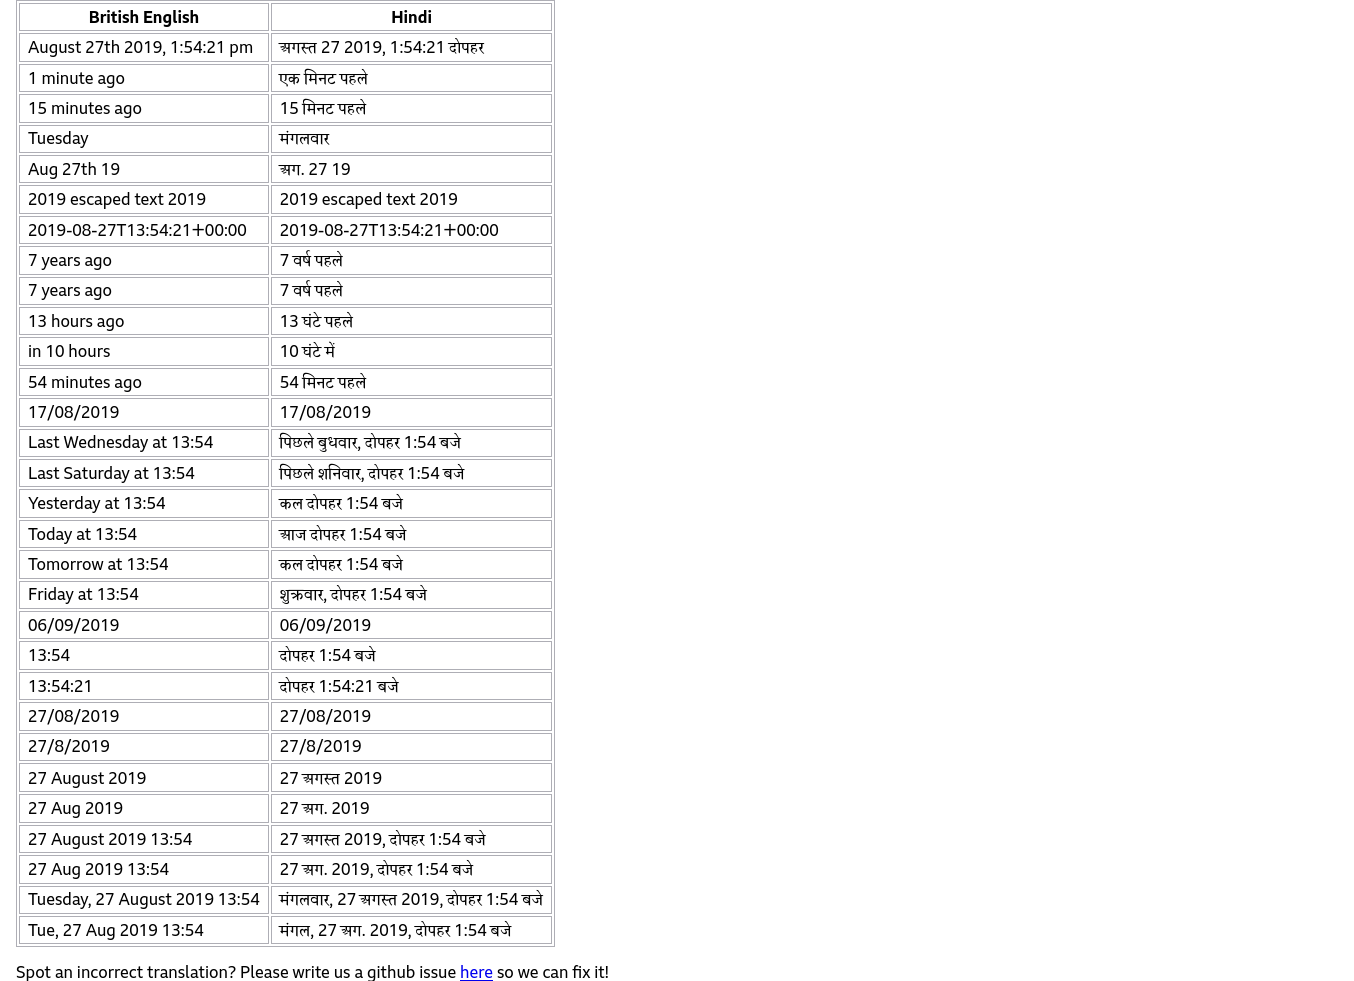 British English Hindi
August 27th 2019, 1:54:21 pm अगस्त 27 2019, 1:54:21 दोपहर
1 minute ago एक मिनट पहले
15 minutes ago 15 मिनट पहले
Tuesday मंगलवार
Aug 27th 19 अग. 27 19
2019 escaped text 2019 2019 escaped text 2019
2019-08-27T13:54:21+00:00 2019-08-27T13:54:21+00:00
7 years ago 7 वर्ष पहले
7 years ago 7 वर्ष पहले
13 hours ago 13 घंटे पहले
in 10 hours 10 घंटे में
54 minutes ago 54 मिनट पहले
17/08/2019 17/08/2019
Last Wednesday at 13:54 पिछले बुधवार, दोपहर 1:54 बजे
Last Saturday at 13:54 पिछले शनिवार, दोपहर 1:54 बजे
Yesterday at 13:54 कल दोपहर 1:54 बजे
Today at 13:54 आज दोपहर 1:54 बजे
Tomorrow at 13:54 कल दोपहर 1:54 बजे
Friday at 13:54 शुक्रवार, दोपहर 1:54 बजे
06/09/2019 06/09/2019
13:54 दोपहर 1:54 बजे
13:54:21 दोपहर 1:54:21 बजे
27/08/2019 27/08/2019
27/8/2019 27/8/2019
27 August 2019 27 अगस्त 2019
27 Aug 2019 27 अग. 2019
27 August 2019 13:54 27 अगस्त 2019, दोपहर 1:54 बजे
27 Aug 2019 13:54 27 अग. 2019, दोपहर 1:54 बजे
Tuesday, 27 August 2019 13:54 मंगलवार, 27 अगस्त 2019, दोपहर 1:54 बजे
Tue, 27 Aug 2019 13:54 मंगल, 27 अग. 2019, दोपहर 1:54 बजे
Spot an incorrect translation? Please write us a github issue here so we can fix it!